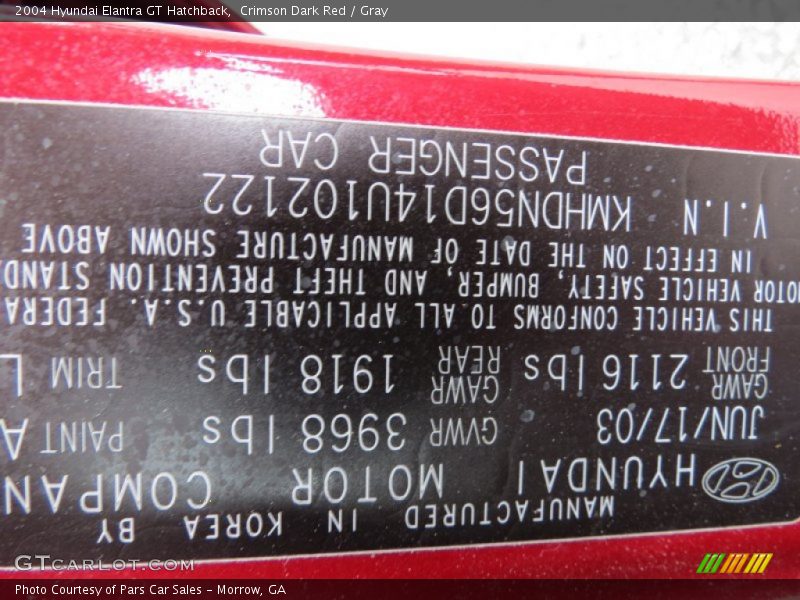 2004 Hyundai Elantra GT Hatchback, Crimson Dark Red / Gray
MANUFACTURED IN KOREA BY
HYUNDAI MOTOR COMPAN
JUN/17/03 GVWR 3968 lbs PAINT A
GAWR FRONT 2116 lbs GAWR REAR 1918 lbs TRIM L
THIS VEHICLE CONFORMS TO ALL APPLICABLE U.S.A. FEDERA
MOTOR VEHICLE SAFETY, BUMPER, AND THEFT PREVENTION STAND
IN EFFECT ON THE DATE OF MANUFACTURE SHOWN ABOVE
V.I.N KMHDN56D14U102122
PASSENGER CAR
GTCARLOT.COM
Photo Courtesy of Pars Car Sales - Morrow, GA